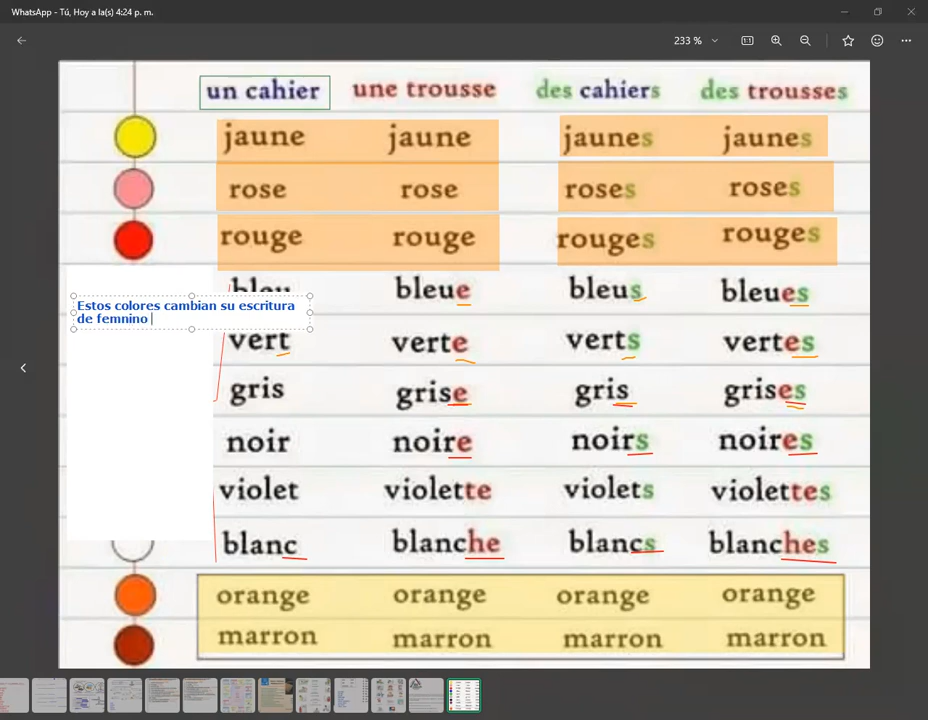 WhatsApp - Tú, Hoy a la(s) 4:24 p. m.
233 %
un cahier une trousse des cahiers des trousses
jaune jaune jaunes jaunes
rose rose roses roses
rouge rouge rouges rouges
bleu bleue bleus bleues
Estos colores cambian su escritura
de femnino
vert verte verts vertes
gris grise gris grises
noir noire noirs noires
violet violette violets violettes
blanc blanche blancs blanches
orange orange orange orange
marron marron marron marron